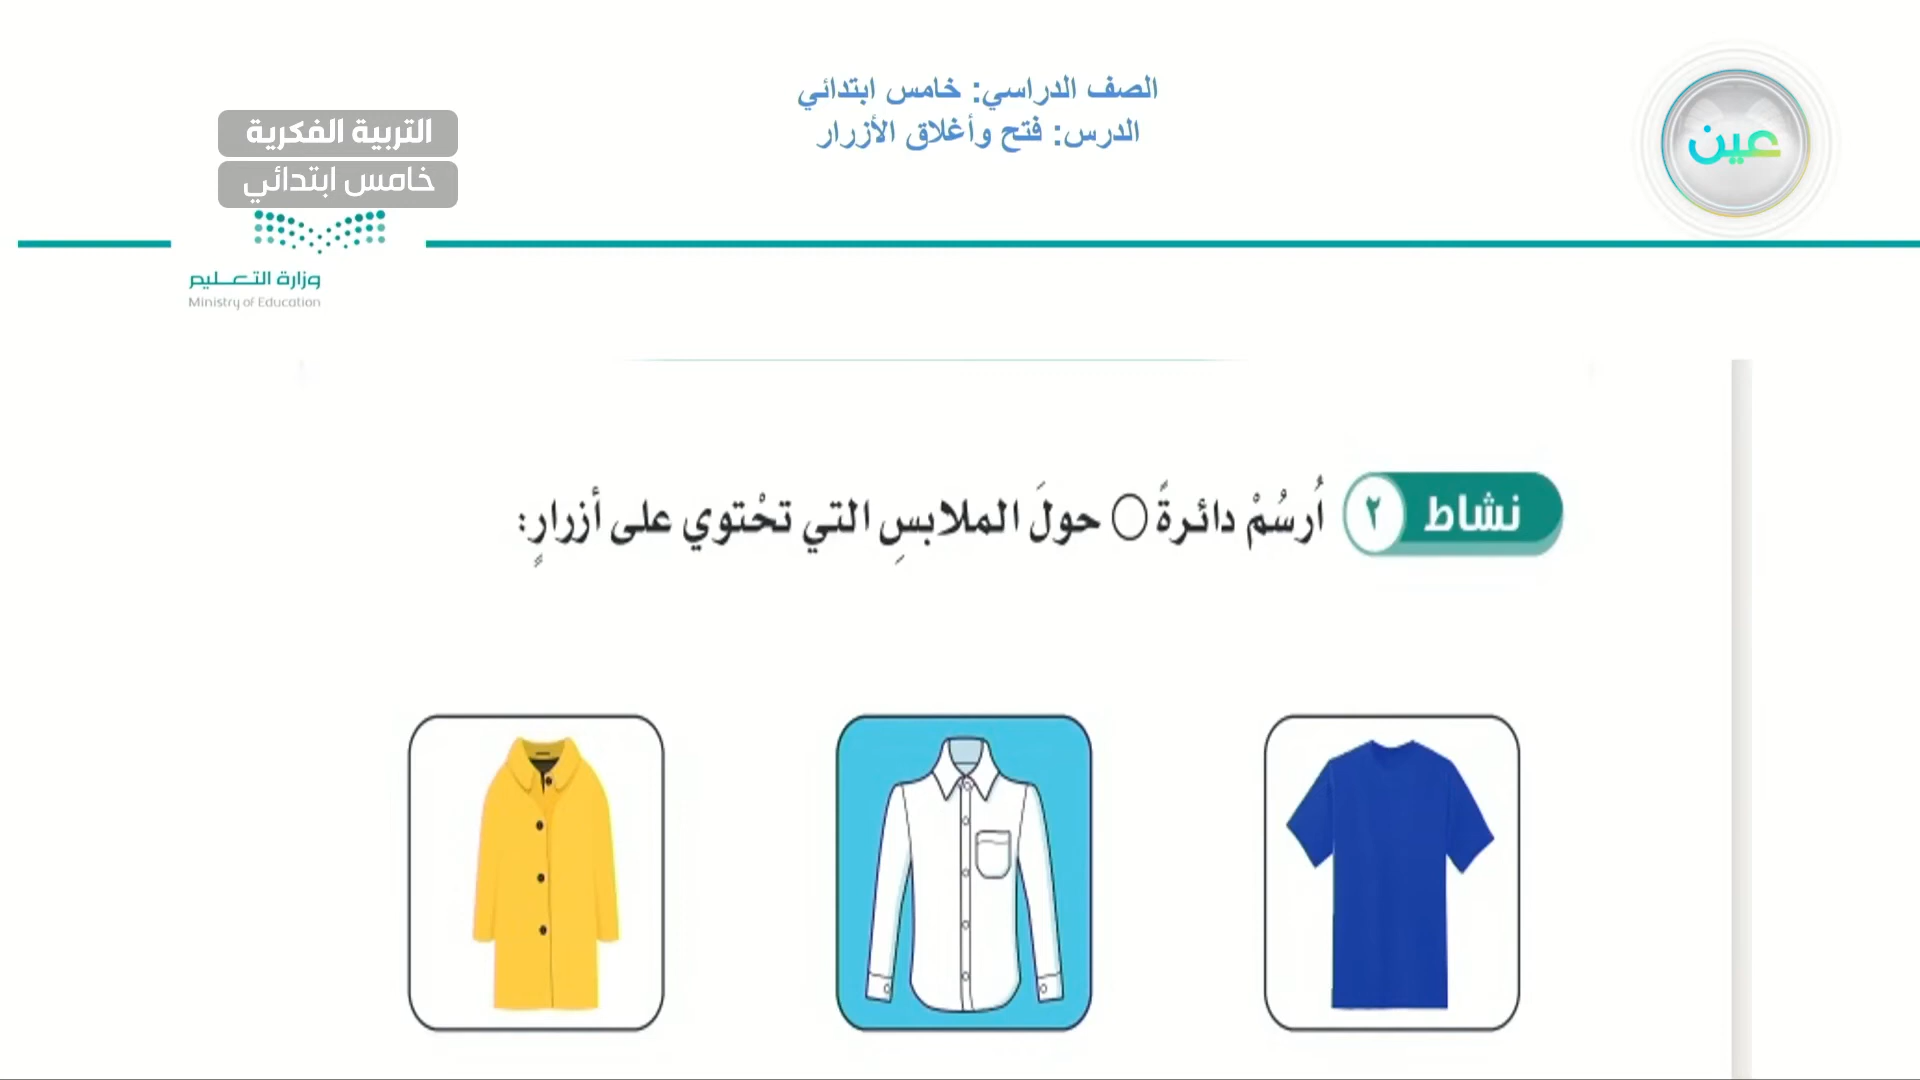 الصف الدراسي: خامس ابتدائي
الدرس: فتح وأغلاق الأزرار
عين
التربية الفكرية
خامس ابتدائي
وزارة التعليم
Ministry of Education
نشاط ٢ اُرسُمْ دائرةً حولَ الملابسِ التي تحْتوي على أزرارٍ: